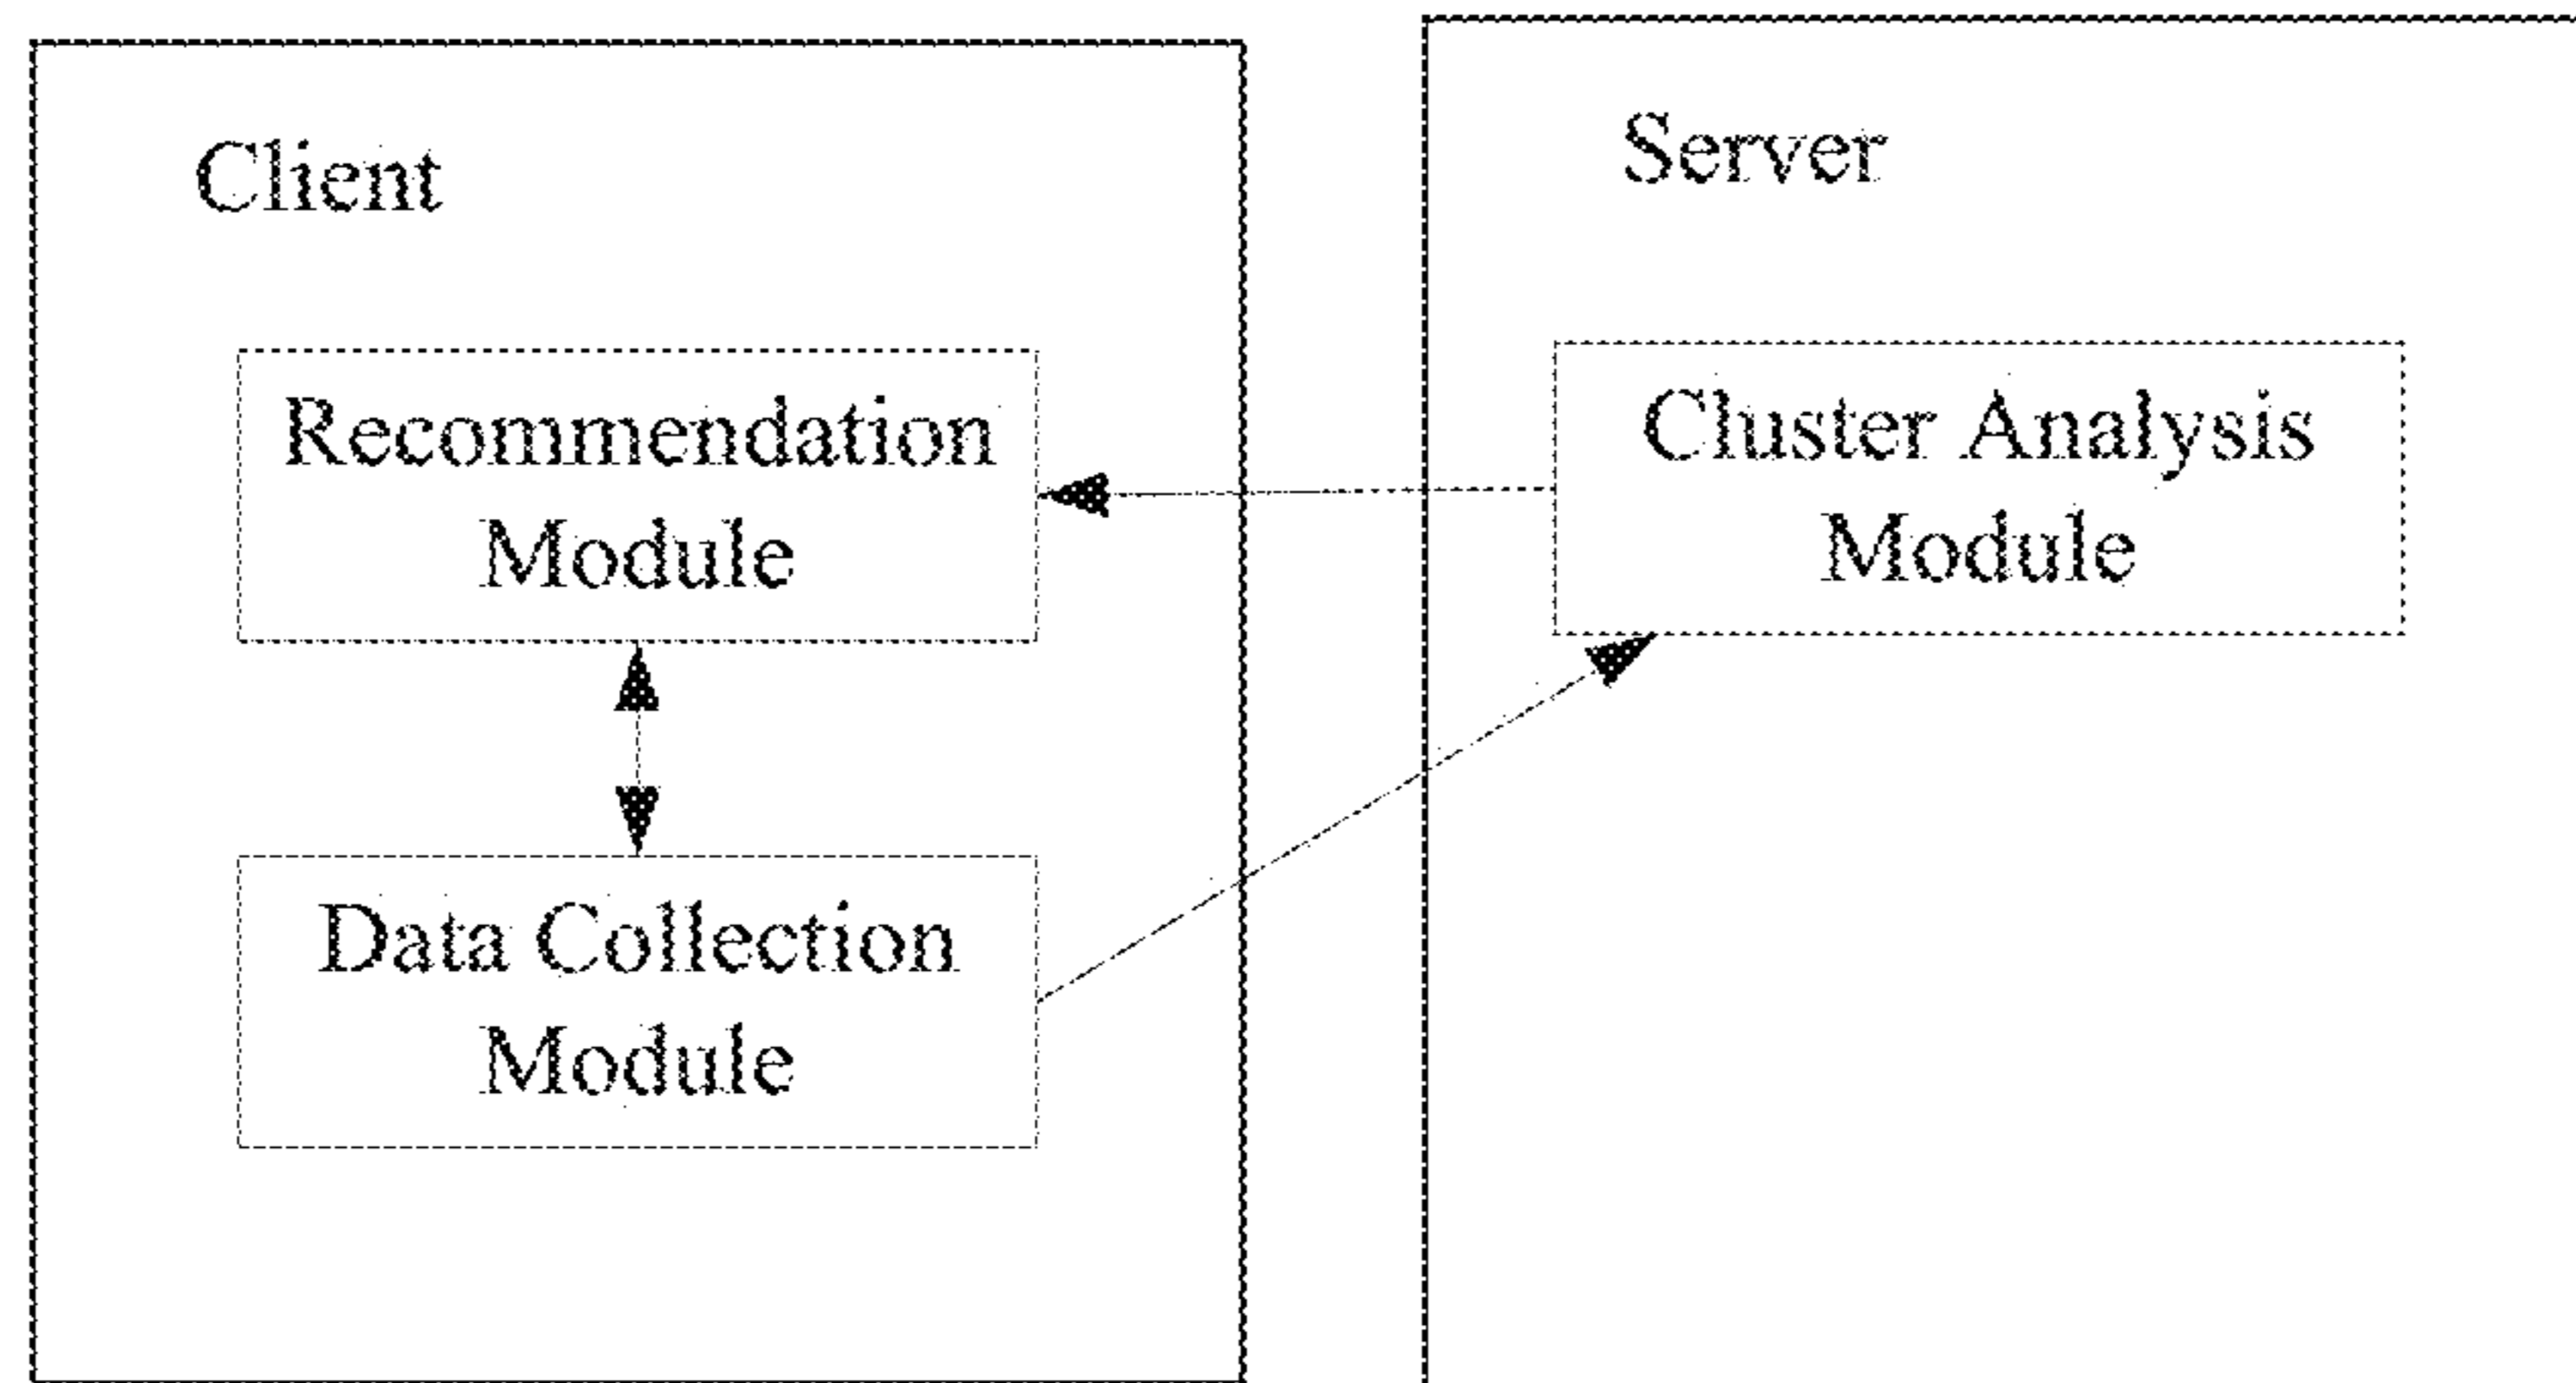 Client
Recommendation
Module
Data Collection
Module
Server
Cluster Analysis
Module